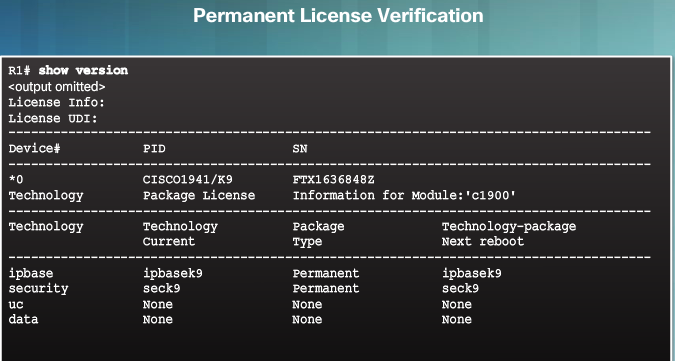 Permanent License Verification
R1# show version
<output omitted>
License Info:
License UDI:
--------------------------------------------------------------------------------
Device# PID SN
--------------------------------------------------------------------------------
*0 CISCO1941/K9 FTX1636848Z
Technology Package License Information for Module:'c1900'
--------------------------------------------------------------------------------
Technology Technology Package Technology-package
Current Type Next reboot
--------------------------------------------------------------------------------
ipbase ipbasek9 Permanent ipbasek9
security seck9 Permanent seck9
uc None None None
data None None None